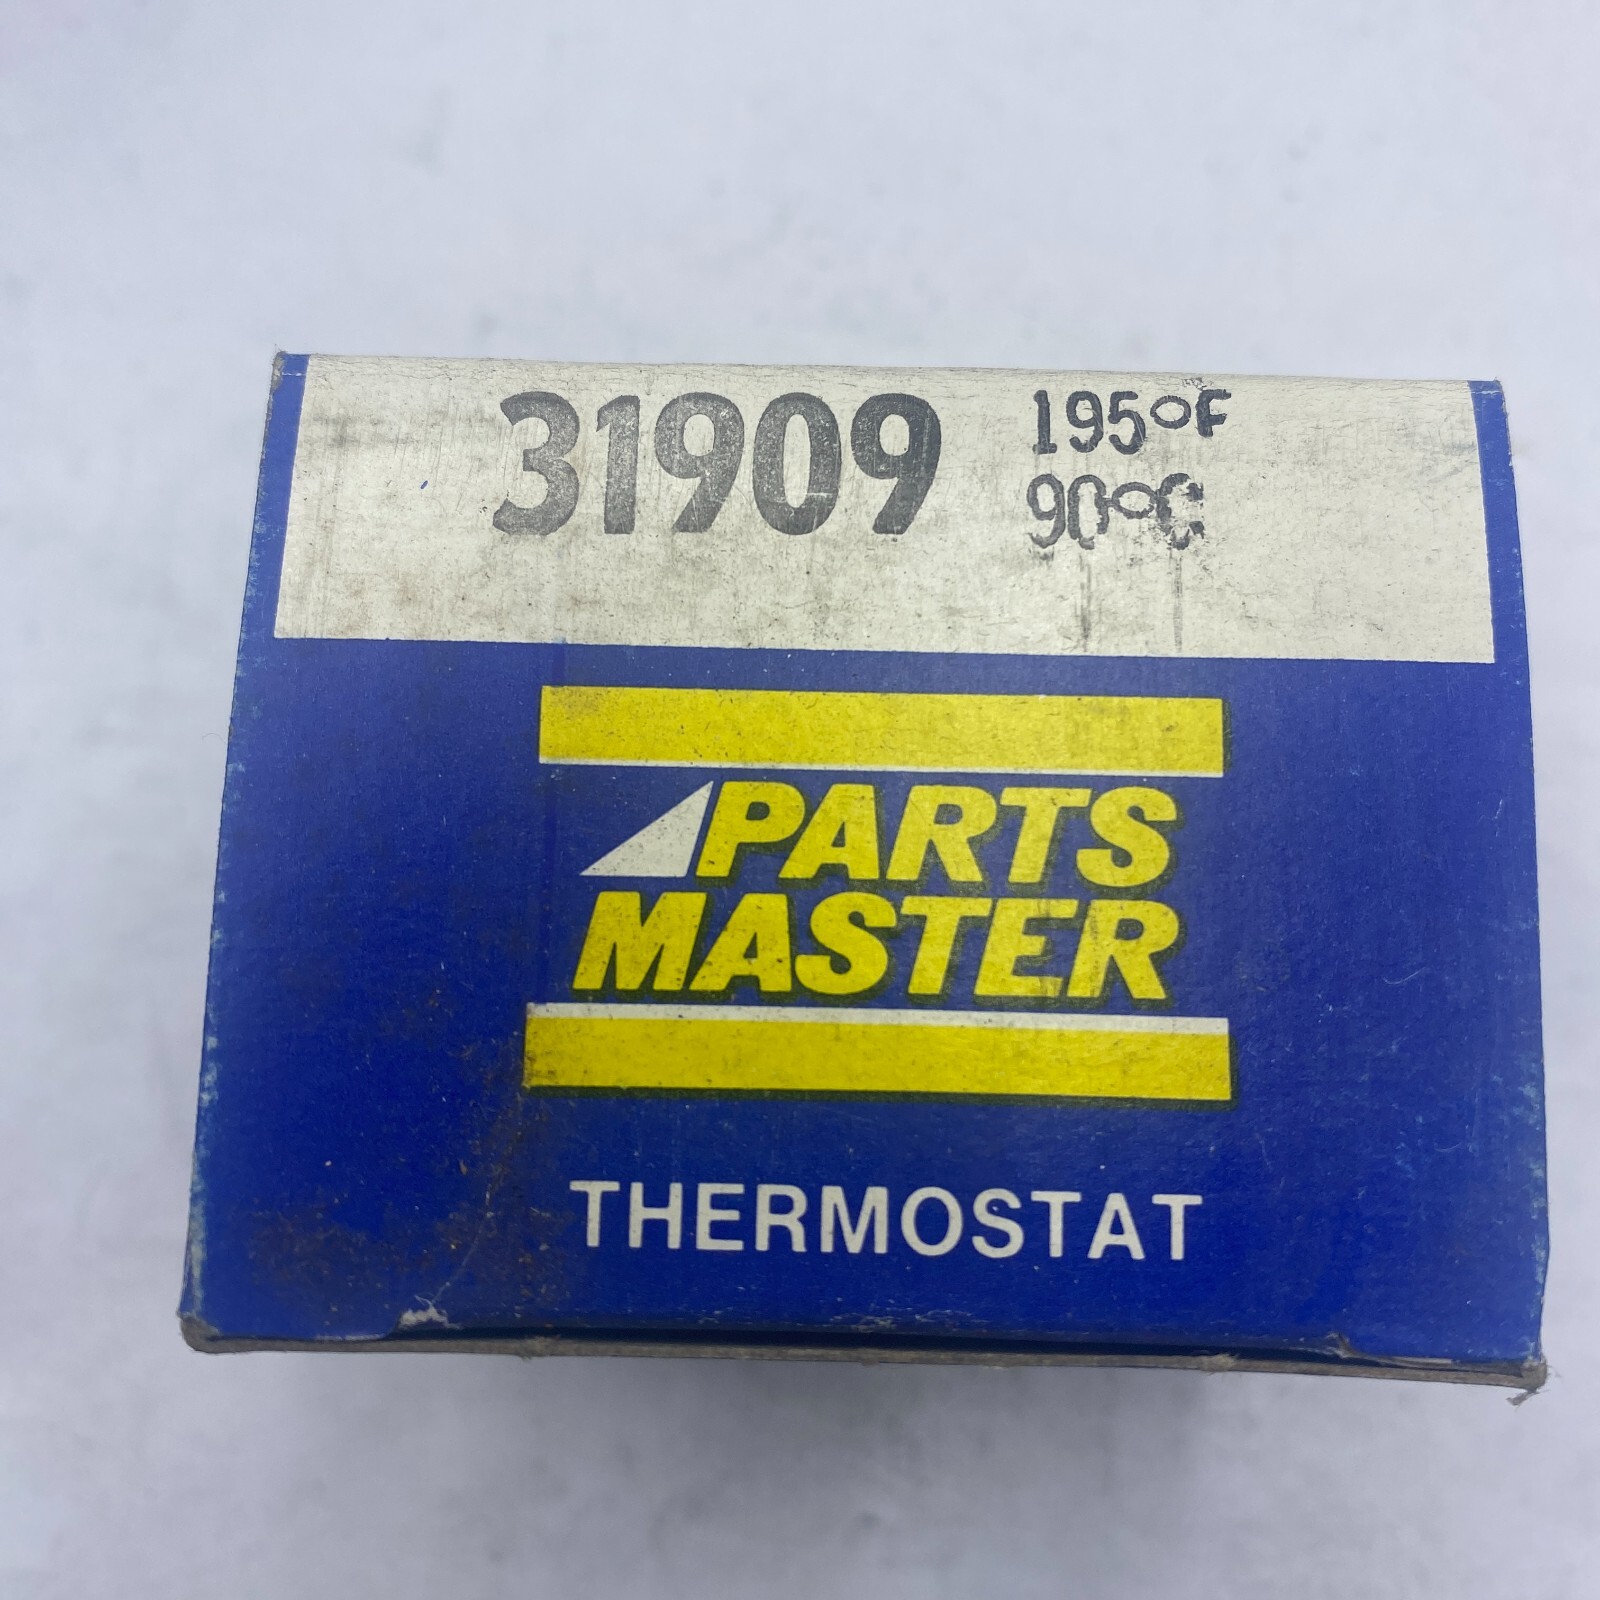 31909 195°F
90°C
PARTS
MASTER
THERMOSTAT